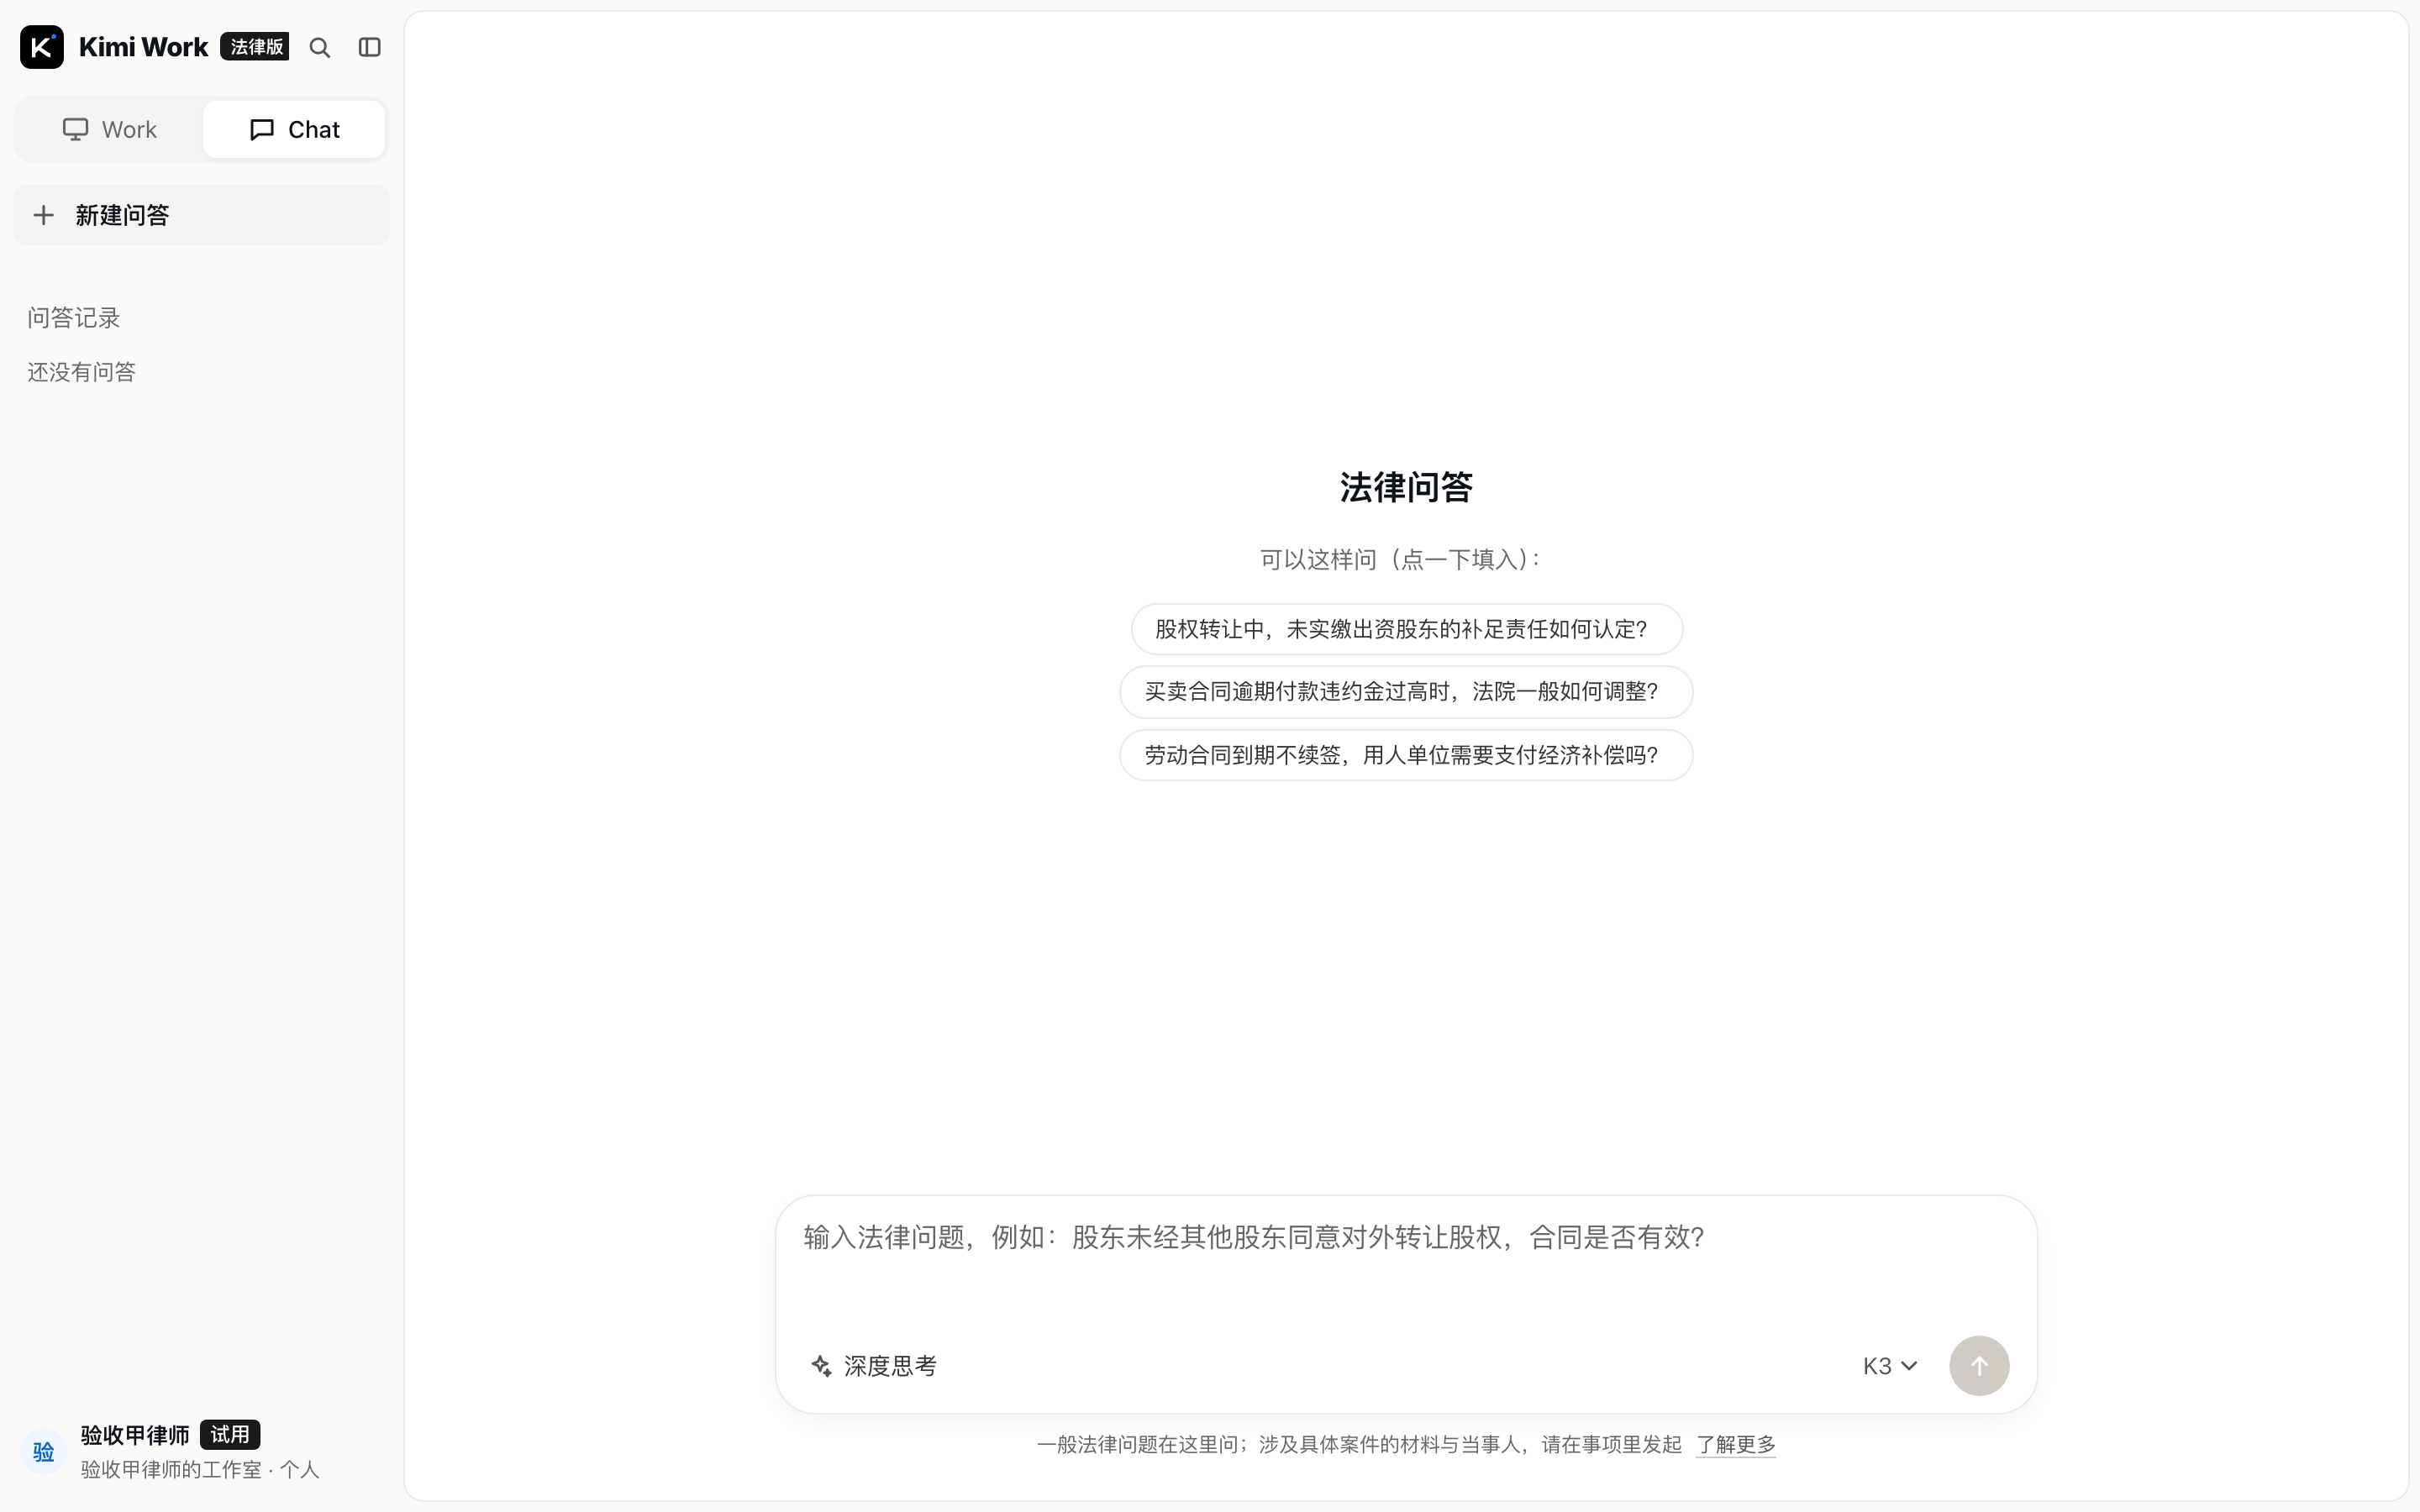 Kimi Work 法律版
Work Chat
新建问答
问答记录
还没有问答
法律问答
可以这样问（点一下填入）：
股权转让中，未实缴出资股东的补足责任如何认定？
买卖合同逾期付款违约金过高时，法院一般如何调整？
劳动合同到期不续签，用人单位需要支付经济补偿吗？
输入法律问题，例如：股东未经其他股东同意对外转让股权，合同是否有效？
深度思考 K3
一般法律问题在这里问；涉及具体案件的材料与当事人，请在事项里发起 了解更多
验 验收甲律师 试用
验收甲律师的工作室 · 个人